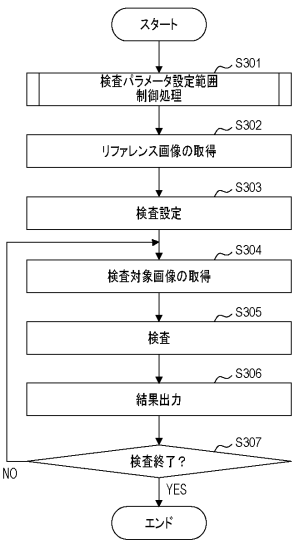 スタート
S301
検査パラメータ設定範囲
制御処理
S302
リファレンス画像の取得
S303
検査設定
S304
検査対象画像の取得
S305
検査
S306
結果出力
S307
検査終了？
NO
YES
エンド